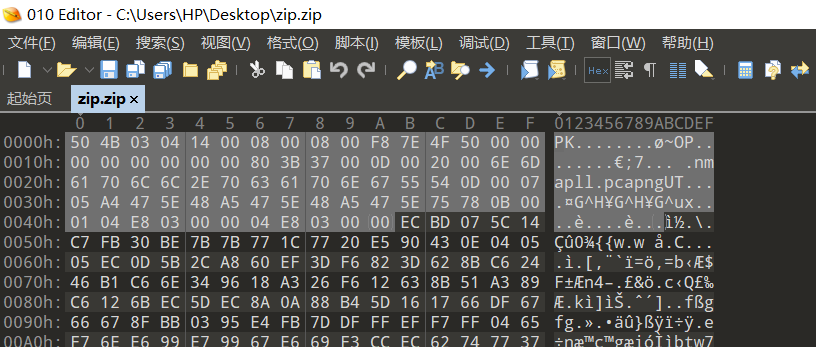 010 Editor - C:\Users\HP\Desktop\zip.zip
文件(F) 编辑(E) 搜索(S) 视图(V) 格式(O) 脚本(I) 模板(L) 调试(D) 工具(T) 窗口(W) 帮助(H)
Hex
起始页 zip.zip ×
0 1 2 3 4 5 6 7 8 9 A B C D E F 0123456789ABCDEF
0000h: 50 4B 03 04 14 00 08 00 08 00 F8 7E 4F 50 00 00 PK........ø~OP..
0010h: 00 00 00 00 00 00 80 3B 37 00 0D 00 20 00 6E 6D ......€;7... .nm
0020h: 61 70 6C 6C 2E 70 63 61 70 6E 67 55 54 0D 00 07 apll.pcapngUT...
0030h: 05 A4 47 5E 48 A5 47 5E 48 A5 47 5E 75 78 0B 00 .¤G^H¥G^H¥G^ux..
0040h: 01 04 E8 03 00 00 04 E8 03 00 00 EC BD 07 5C 14 ..è....è...ì½.\.
0050h: C7 FB 30 BE 7B 7B 77 1C 77 20 E5 90 43 0E 04 05 Çû0¾{{w.w å.C...
0060h: 05 EC 0D 5B 2C A8 60 EF 3D F6 82 3D 62 8B C6 24 .ì.[,¨`ï=ö‚=b‹Æ$
0070h: 46 B1 C6 6E 34 96 18 A3 26 F6 12 63 8B 51 A3 89 F±Æn4–.£&ö.c‹Q£‰
0080h: C6 12 6B EC 5D EC 8A 0A 88 B4 5D 16 17 66 DF 67 Æ.kì]ìŠ.ˆ´]..fßg
0090h: 66 67 8F BB 03 95 E4 FB 7D DF FF EF F7 FF 04 65 fg.».•äû}ßÿï÷ÿ.e
00A0h: F7 6E E6 99 E7 99 67 E6 69 F3 CC EC 62 74 77 37 ÷næ™ç™gæióÌìbtw7